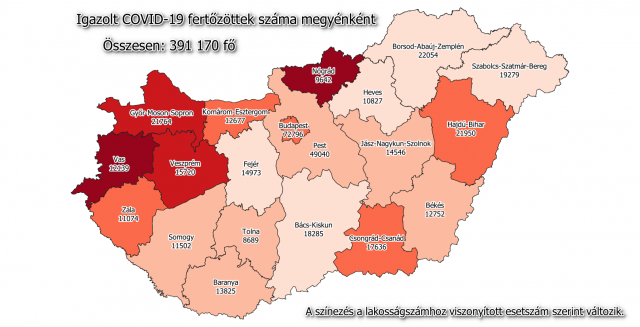 Igazolt COVID-19 fertőzöttek száma megyénként
Összesen: 391 170 fő
Borsod-Abaúj-Zemplén
22054
Szabolcs-Szatmár-Bereg
19279
Nógrád
9642
Heves
10827
Győr-Moson-Sopron
21764
Komárom-Esztergom
12677
Budapest
72796
Hajdú-Bihar
21950
Pest
49040
Jász-Nagykun-Szolnok
14546
Vas
12139
Veszprém
15720
Fejér
14973
Zala
11074
Békés
12752
Somogy
11502
Tolna
8689
Bács-Kiskun
18285
Csongrád-Csanád
17636
Baranya
13825
A színezés a lakosságszámhoz viszonyított esetszám szerint változik.